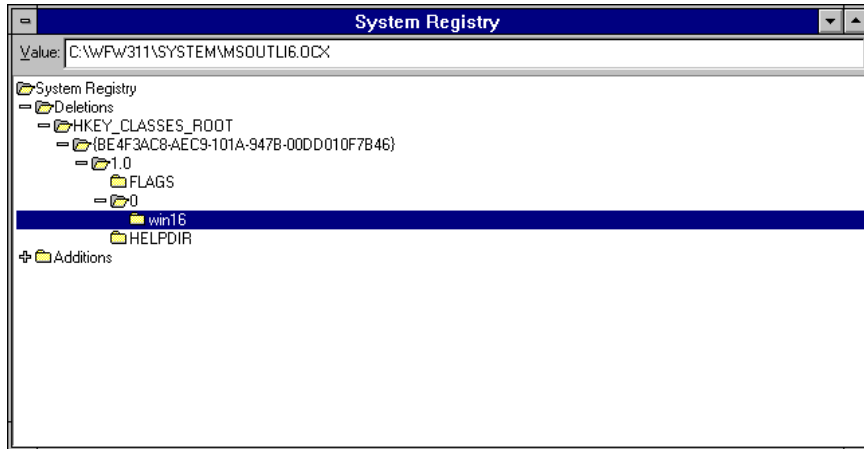 System Registry
Value: C:\WFW311\SYSTEM\MSOUTLI6.OCX
System Registry
Deletions
HKEY_CLASSES_ROOT
{BE4F3AC8-AEC9-101A-947B-00DD010F7B46}
1.0
FLAGS
0
win16
HELPDIR
Additions